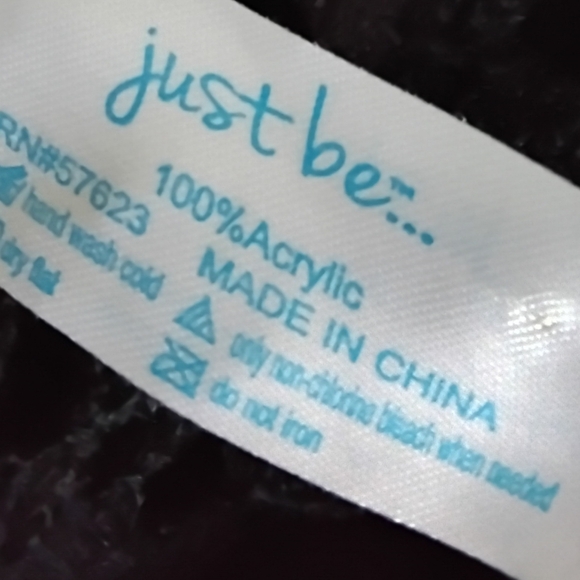 just be™...
RN#57623
100%Acrylic
MADE IN CHINA
hand wash cold
only non-chlorine bleach when needed
dry flat
do not iron